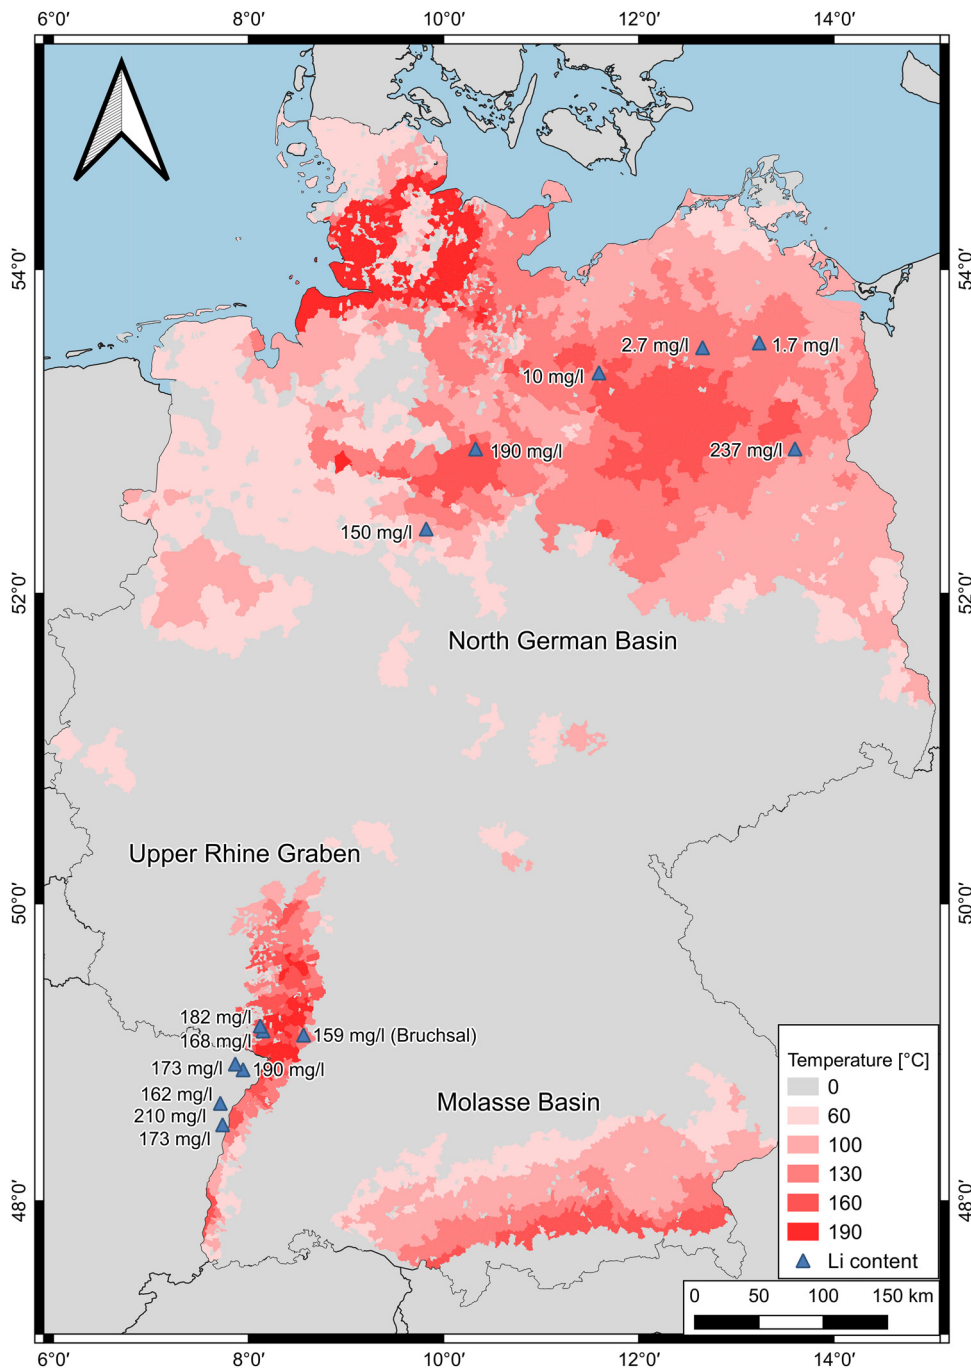 6°0′ 8°0′ 10°0′ 12°0′ 14°0′
54°0′ 54°0′
2.7 mg/l 1.7 mg/l
10 mg/l
190 mg/l 237 mg/l
150 mg/l
52°0′ 52°0′
North German Basin
Upper Rhine Graben
50°0′ 50°0′
182 mg/l
168 mg/l 159 mg/l (Bruchsal)
173 mg/l 190 mg/l
162 mg/l
210 mg/l
173 mg/l
Molasse Basin
48°0′ 48°0′
Temperature [°C]
0
60
100
130
160
190
Li content
0 50 100 150 km
6°0′ 8°0′ 10°0′ 12°0′ 14°0′